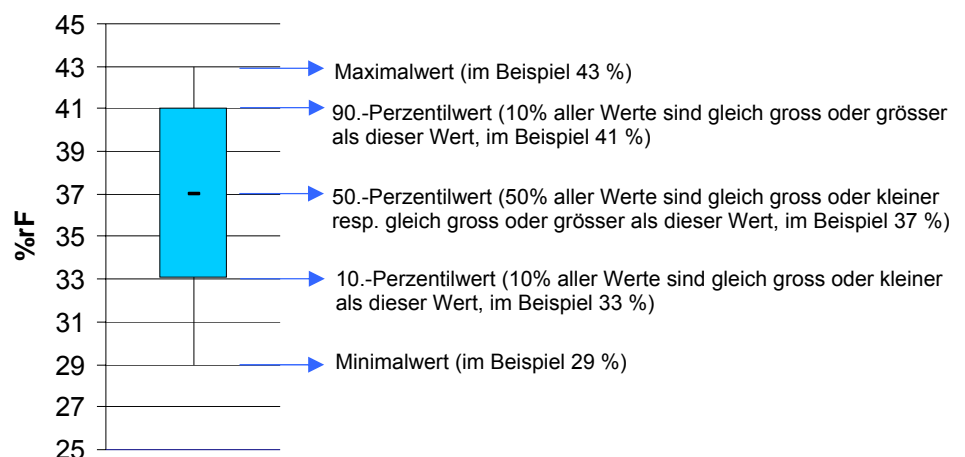 45
43
41
39
37
35
33
31
29
27
25
%rF
Maximalwert (im Beispiel 43 %)
90.-Perzentilwert (10% aller Werte sind gleich gross oder grösser
als dieser Wert, im Beispiel 41 %)
50.-Perzentilwert (50% aller Werte sind gleich gross oder kleiner
resp. gleich gross oder grösser als dieser Wert, im Beispiel 37 %)
10.-Perzentilwert (10% aller Werte sind gleich gross oder kleiner
als dieser Wert, im Beispiel 33 %)
Minimalwert (im Beispiel 29 %)